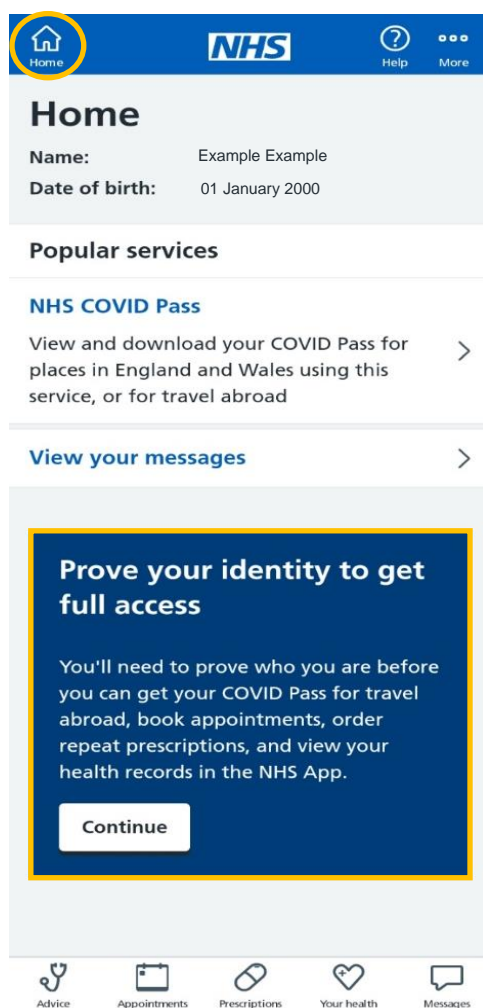 NHS
Home Help More
Home
Name: Example Example
Date of birth: 01 January 2000
Popular services
NHS COVID Pass
View and download your COVID Pass for
places in England and Wales using this
service, or for travel abroad
View your messages
Prove your identity to get
full access
You'll need to prove who you are before
you can get your COVID Pass for travel
abroad, book appointments, order
repeat prescriptions, and view your
health records in the NHS App.
Continue
Advice Appointments Prescriptions Your health Messages